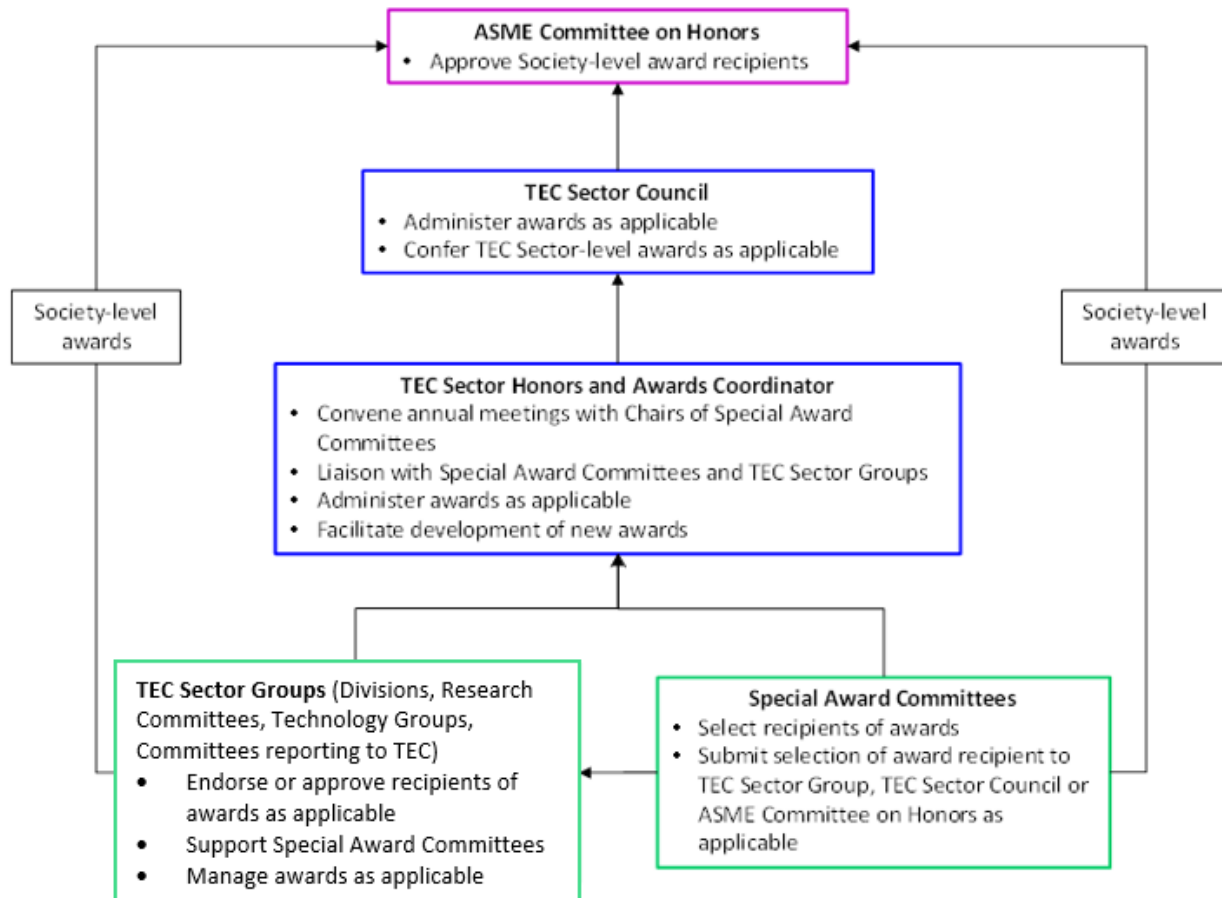 ASME Committee on Honors
• Approve Society-level award recipients
TEC Sector Council
• Administer awards as applicable
• Confer TEC Sector-level awards as applicable
Society-level
awards
Society-level
awards
TEC Sector Honors and Awards Coordinator
• Convene annual meetings with Chairs of Special Award
Committees
• Liaison with Special Award Committees and TEC Sector Groups
• Administer awards as applicable
• Facilitate development of new awards
TEC Sector Groups (Divisions, Research
Committees, Technology Groups,
Committees reporting to TEC)
• Endorse or approve recipients of
awards as applicable
• Support Special Award Committees
• Manage awards as applicable
Special Award Committees
• Select recipients of awards
• Submit selection of award recipient to
TEC Sector Group, TEC Sector Council or
ASME Committee on Honors as
applicable